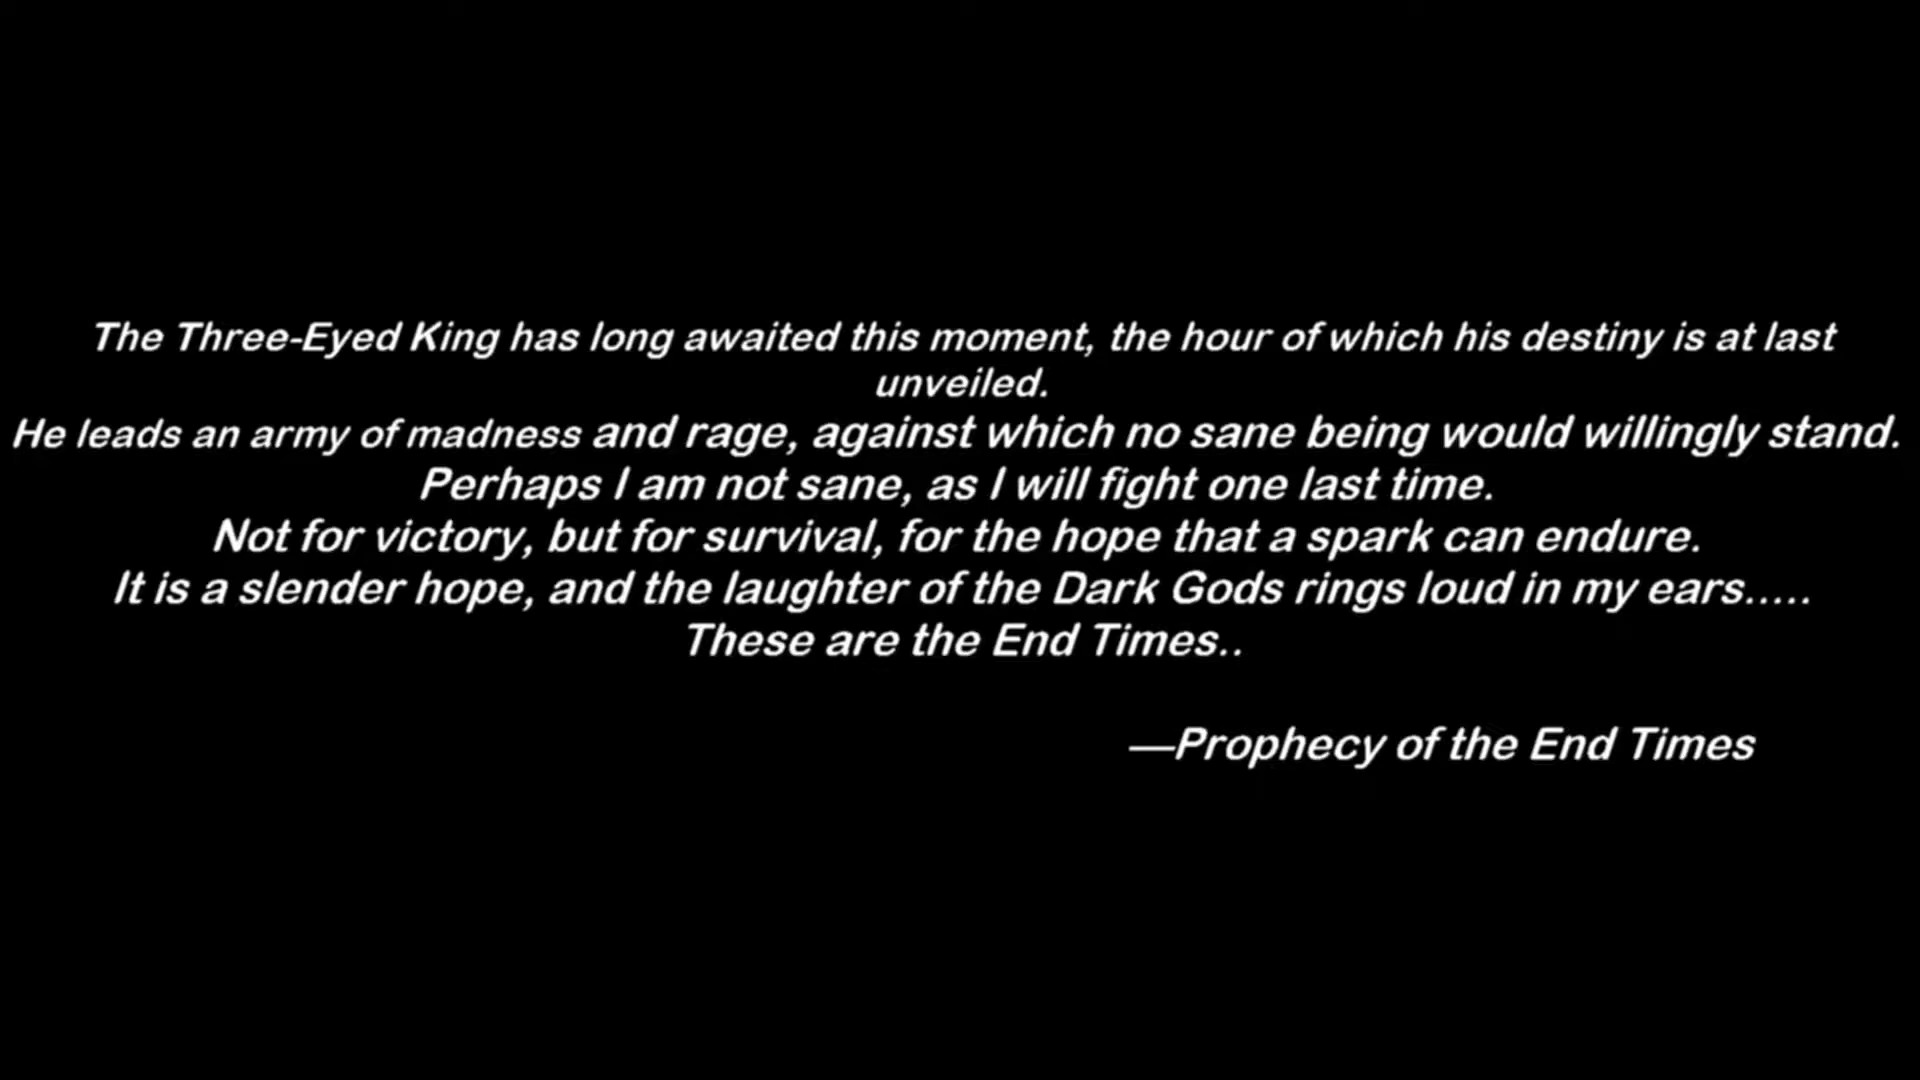 The Three-Eyed King has long awaited this moment, the hour of which his destiny is at last
unveiled.
He leads an army of madness and rage, against which no sane being would willingly stand.
Perhaps I am not sane, as I will fight one last time.
Not for victory, but for survival, for the hope that a spark can endure.
It is a slender hope, and the laughter of the Dark Gods rings loud in my ears.....
These are the End Times..
—Prophecy of the End Times